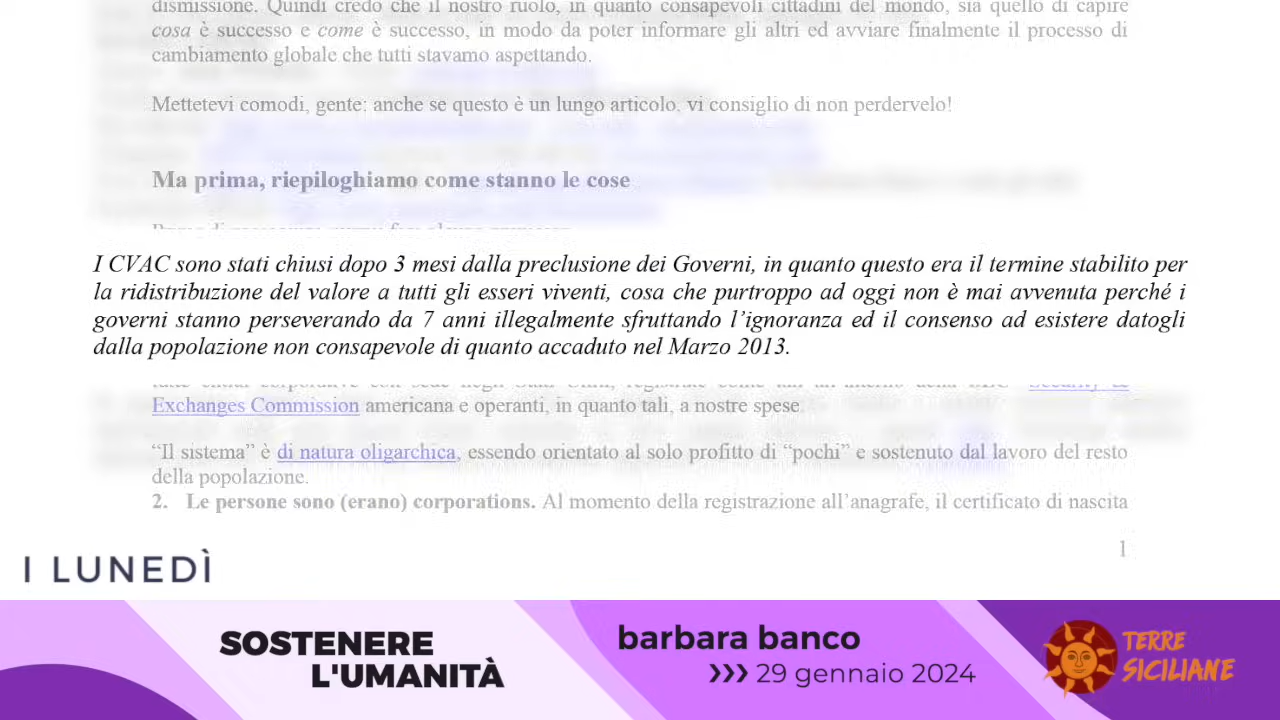 dismissione. Quindi credo che il nostro ruolo, in quanto consapevoli cittadini del mondo, sia quello di capire
cosa è successo e come è successo, in modo da poter informare gli altri ed avviare finalmente il processo di
cambiamento globale che tutti stavamo aspettando.
Mettetevi comodi, gente: anche se questo è un lungo articolo, vi consiglio di non perdervelo!
Ma prima, riepiloghiamo come stanno le cose
I CVAC sono stati chiusi dopo 3 mesi dalla preclusione dei Governi, in quanto questo era il termine stabilito per
la ridistribuzione del valore a tutti gli esseri viventi, cosa che purtroppo ad oggi non è mai avvenuta perché i
governi stanno perseverando da 7 anni illegalmente sfruttando l’ignoranza ed il consenso ad esistere datogli
dalla popolazione non consapevole di quanto accaduto nel Marzo 2013.
Exchanges Commission americana e operanti, in quanto tali, a nostre spese.
“Il sistema” è di natura oligarchica, essendo orientato al solo profitto di “pochi” e sostenuto dal lavoro del resto
della popolazione.
2. Le persone sono (erano) corporations. Al momento della registrazione all’anagrafe, il certificato di nascita
1
I LUNEDÌ
SOSTENERE
L'UMANITÀ
barbara banco
››› 29 gennaio 2024
TERRE
SICILIANE